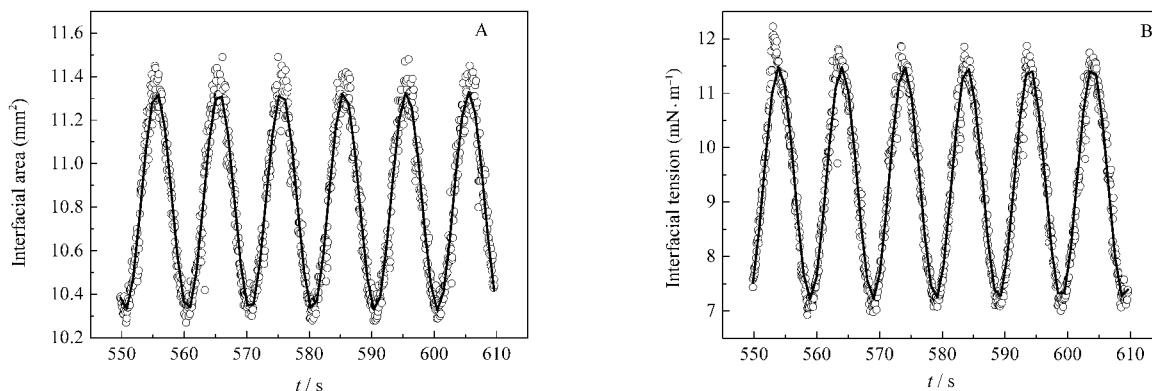 A
11.6
11.4
11.2
11.0
10.8
10.6
10.4
10.2
Interfacial area (mm²)
550 560 570 580 590 600 610
t / s
B
12
11
10
9
8
7
Interfacial tension (mN· m⁻¹)
550 560 570 580 590 600 610
t / s